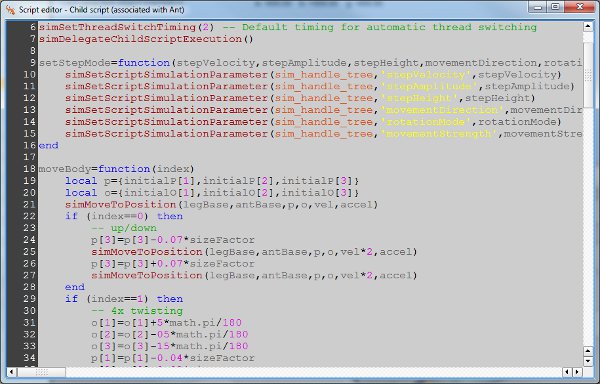 Script editor - Child script (associated with Ant)
6 simSetThreadSwitchTiming(2) -- Default timing for automatic thread switching
7 simDelegateChildScriptExecution()
8
9 setStepMode=function(stepVelocity,stepAmplitude,stepHeight,movementDirection,rotati
10 simSetScriptSimulationParameter(sim_handle_tree,'stepVelocity',stepVelocity)
11 simSetScriptSimulationParameter(sim_handle_tree,'stepAmplitude',stepAmplitude)
12 simSetScriptSimulationParameter(sim_handle_tree,'stepHeight',stepHeight)
13 simSetScriptSimulationParameter(sim_handle_tree,'movementDirection',movementDir
14 simSetScriptSimulationParameter(sim_handle_tree,'rotationMode',rotationMode)
15 simSetScriptSimulationParameter(sim_handle_tree,'movementStrength',movementStre
16 end
17
18 moveBody=function(index)
19 local p={initialP[1],initialP[2],initialP[3]}
20 local o={initialO[1],initialO[2],initialO[3]}
21 simMoveToPosition(legBase,antBase,p,o,vel,accel)
22 if (index==0) then
23 -- up/down
24 p[3]=p[3]-0.07*sizeFactor
25 simMoveToPosition(legBase,antBase,p,o,vel*2,accel)
26 p[3]=p[3]+0.07*sizeFactor
27 simMoveToPosition(legBase,antBase,p,o,vel*2,accel)
28 end
29 if (index==1) then
30 -- 4x twisting
31 o[1]=o[1]+5*math.pi/180
32 o[2]=o[2]-05*math.pi/180
33 o[3]=o[3]-15*math.pi/180
34 p[1]=p[1]-0.04*sizeFactor